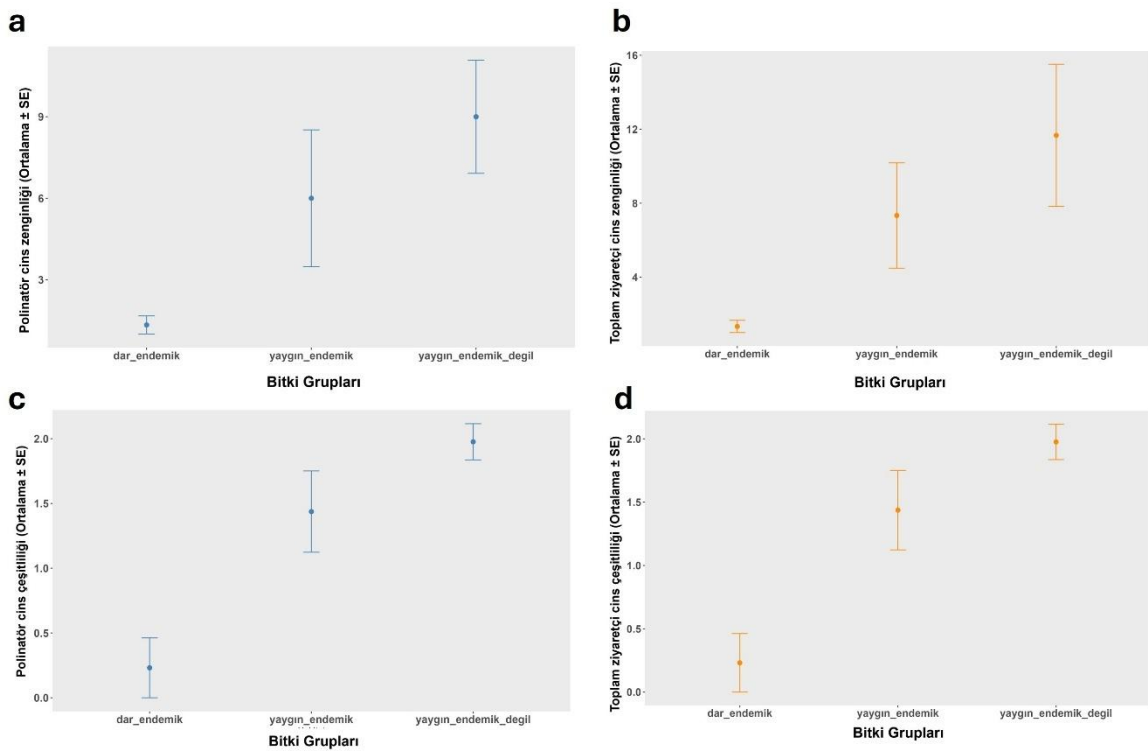 a
Polinatör cins zenginliği (Ortalama ± SE)
9
6
3
dar_endemik yaygın_endemik yaygın_endemik_degil
Bitki Grupları
b
Toplam ziyaretçi cins zenginliği (Ortalama ± SE)
16
12
8
4
dar_endemik yaygın_endemik yaygın_endemik_degil
Bitki Grupları
c
Polinatör cins çeşitliliği (Ortalama ± SE)
2.0
1.5
1.0
0.5
0.0
dar_endemik yaygın_endemik yaygın_endemik_degil
Bitki Grupları
d
Toplam ziyaretçi cins çeşitliliği (Ortalama ± SE)
2.0
1.5
1.0
0.5
0.0
dar_endemik yaygın_endemik yaygın_endemik_degil
Bitki Grupları